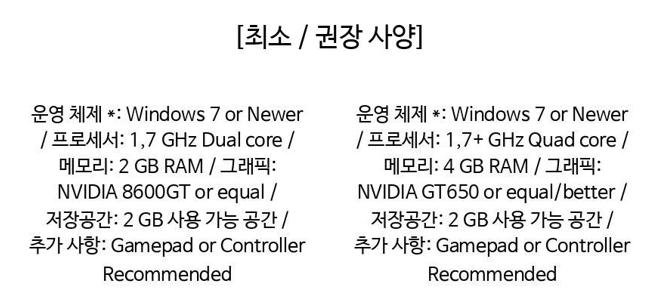 [최소 / 권장 사양]
운영 체제 *: Windows 7 or Newer
/ 프로세서: 1,7 GHz Dual core /
메모리: 2 GB RAM / 그래픽:
NVIDIA 8600GT or equal /
저장공간: 2 GB 사용 가능 공간 /
추가 사항: Gamepad or Controller
Recommended
운영 체제 *: Windows 7 or Newer
/ 프로세서: 1,7+ GHz Quad core /
메모리: 4 GB RAM / 그래픽:
NVIDIA GT650 or equal/better /
저장공간: 2 GB 사용 가능 공간 /
추가 사항: Gamepad or Controller
Recommended